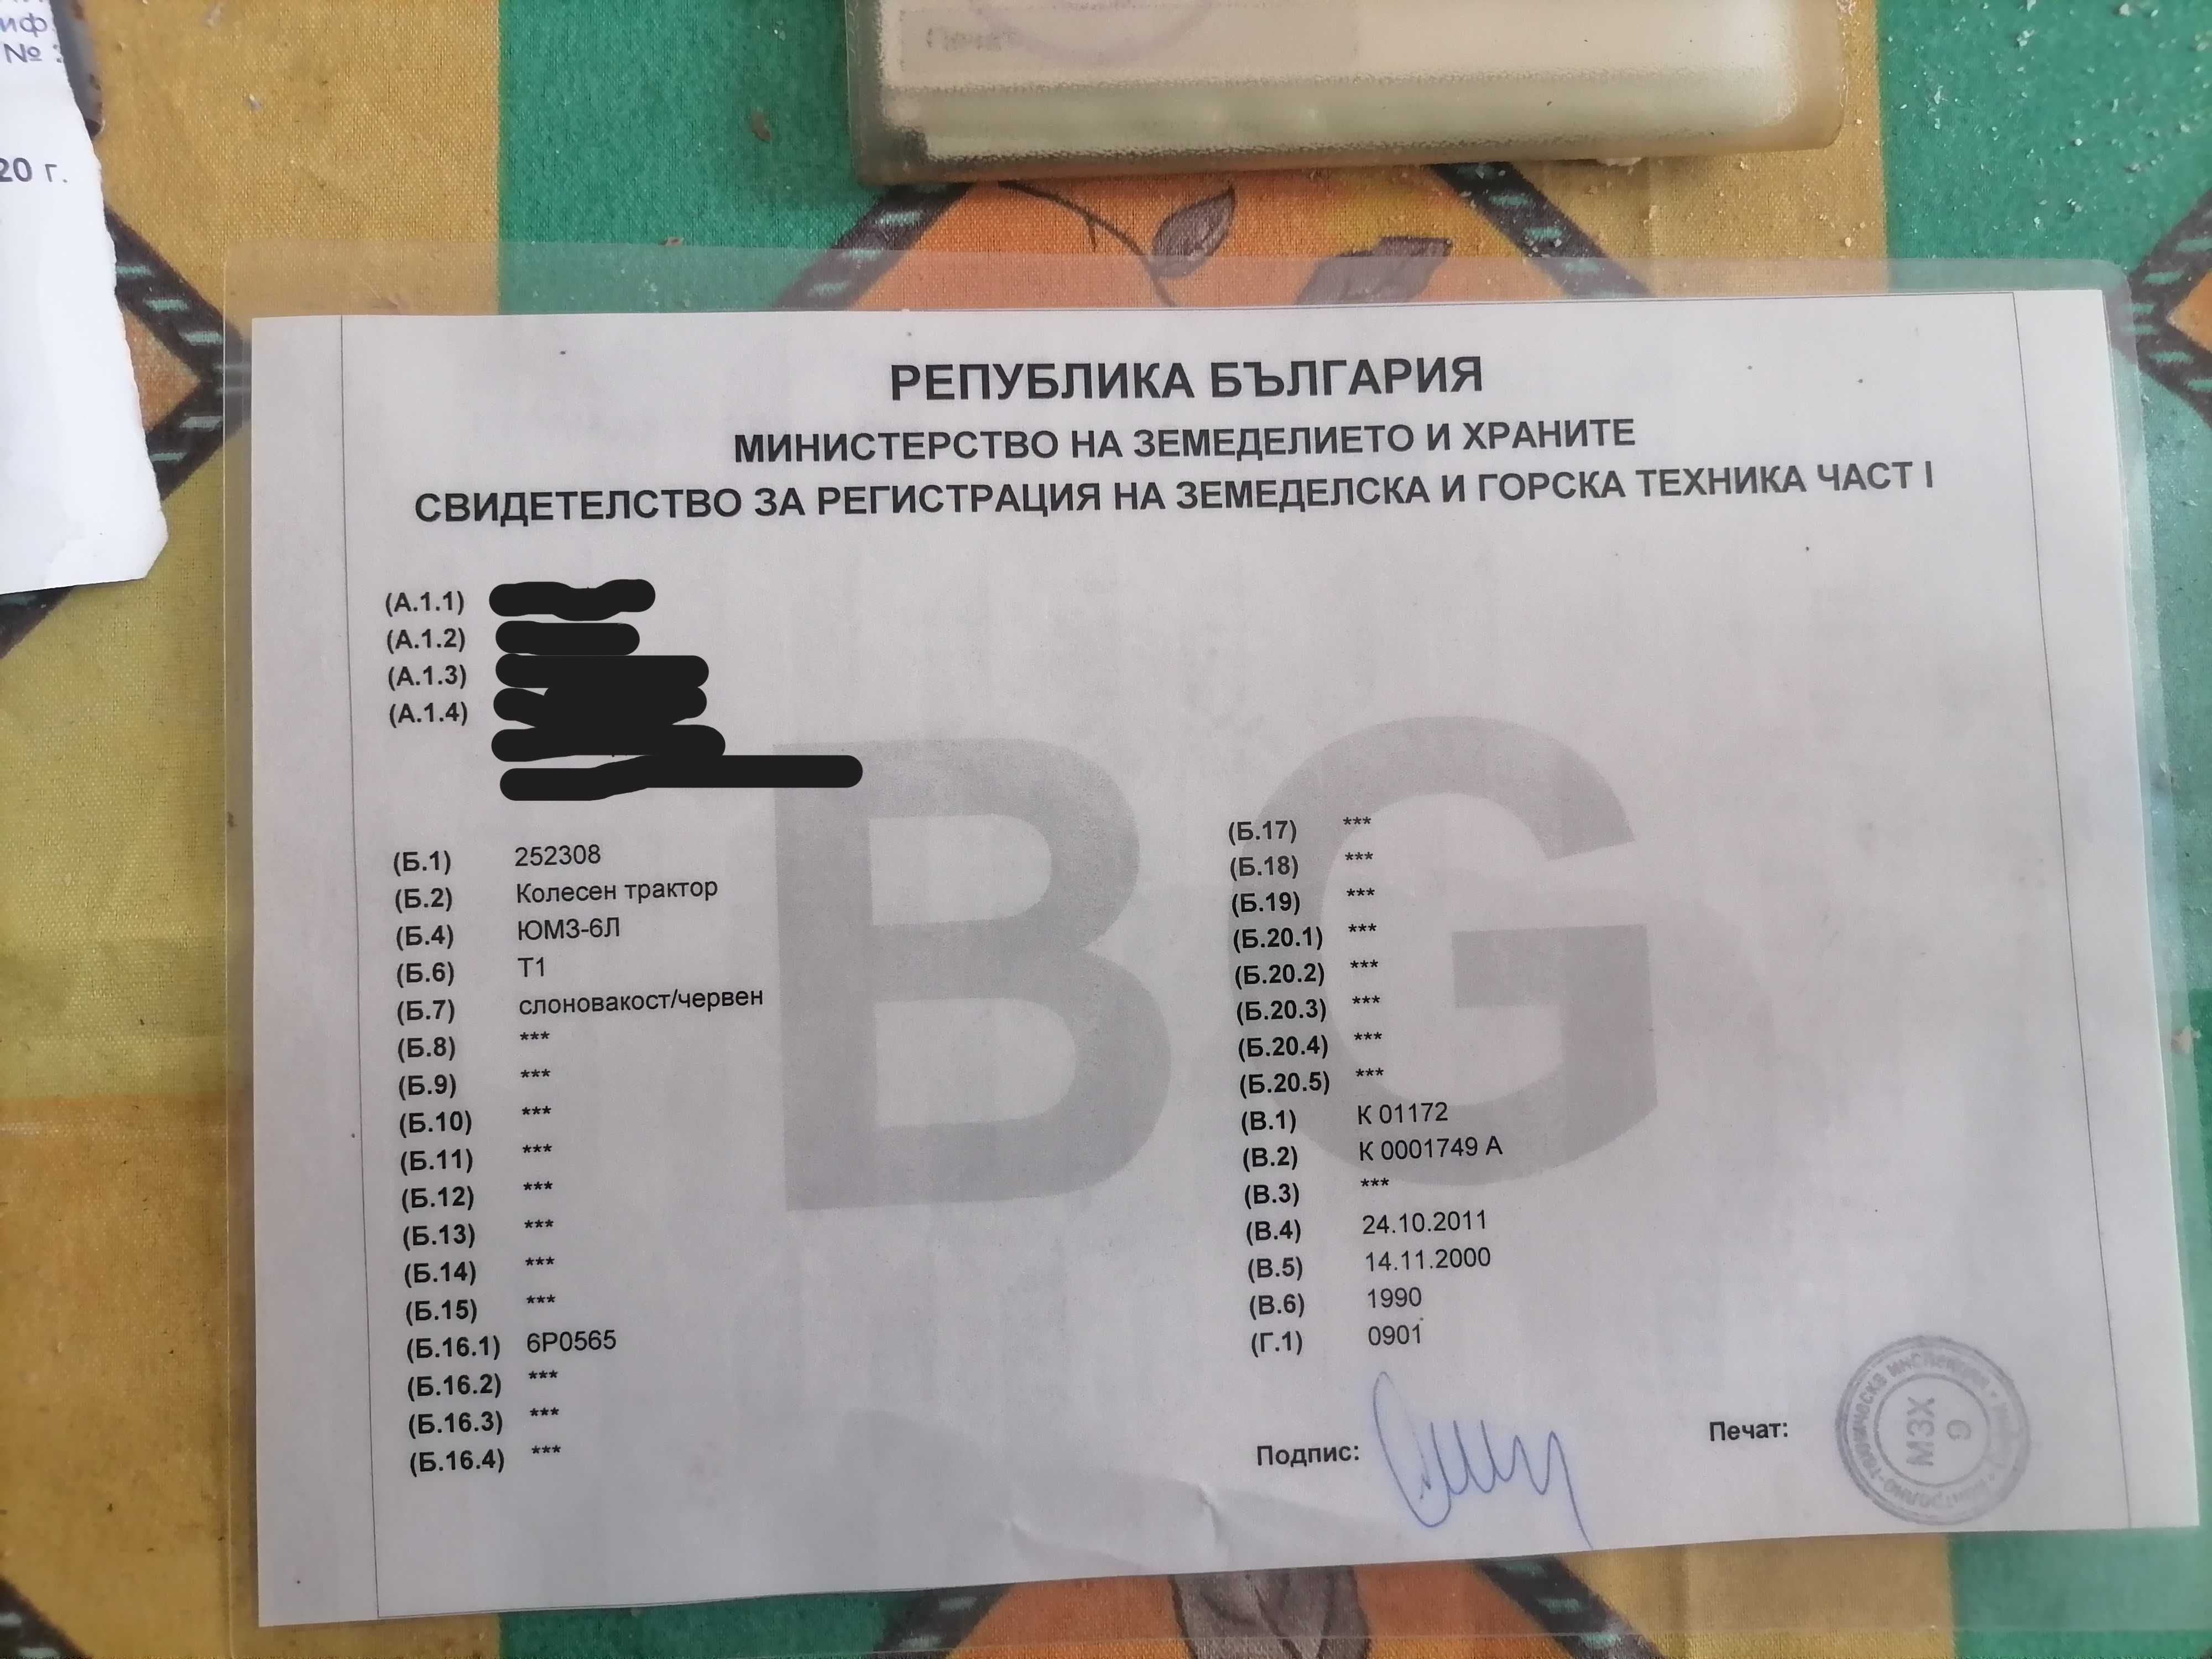 иф.
№
20 г.
Печат
РЕПУБЛИКА БЪЛГАРИЯ
МИНИСТЕРСТВО НА ЗЕМЕДЕЛИЕТО И ХРАНИТЕ
СВИДЕТЕЛСТВО ЗА РЕГИСТРАЦИЯ НА ЗЕМЕДЕЛСКА И ГОРСКА ТЕХНИКА ЧАСТ I
(А.1.1)
(А.1.2)
(А.1.3)
(А.1.4)
BG
(Б.1) 252308
(Б.2) Колесен трактор
(Б.4) ЮМЗ-6Л
(Б.6) Т1
(Б.7) слоновакост/червен
(Б.8) ***
(Б.9) ***
(Б.10) ***
(Б.11) ***
(Б.12) ***
(Б.13) ***
(Б.14) ***
(Б.15) ***
(Б.16.1) 6Р0565
(Б.16.2) ***
(Б.16.3) ***
(Б.16.4) ***
(Б.17) ***
(Б.18) ***
(Б.19) ***
(Б.20.1) ***
(Б.20.2) ***
(Б.20.3) ***
(Б.20.4) ***
(Б.20.5) ***
(В.1) К 01172
(В.2) К 0001749 А
(В.3) ***
(В.4) 24.10.2011
(В.5) 14.11.2000
(В.6) 1990
(Г.1) 0901
Подпис:
Печат:
МЗХ
9